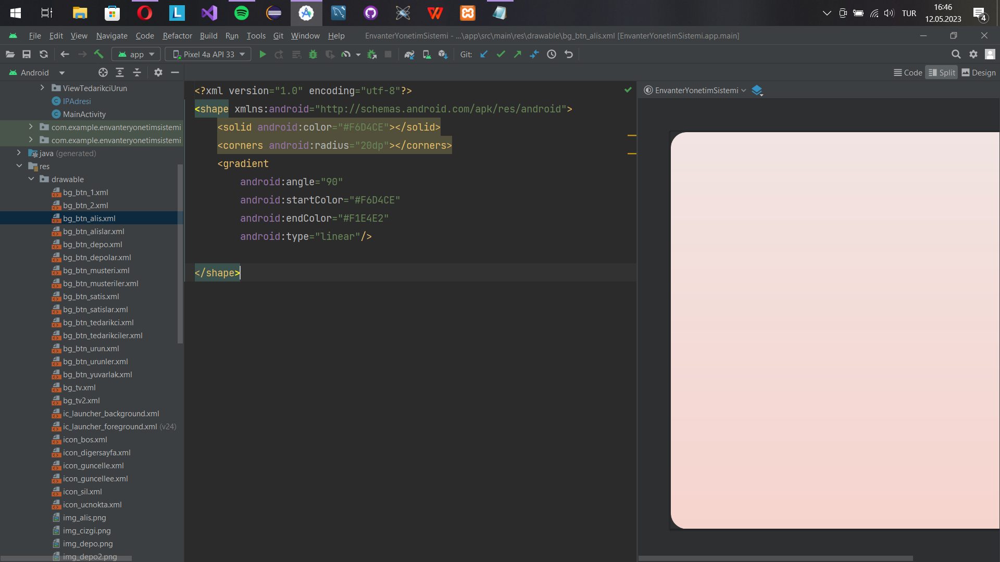 TUR
16:46
12.05.2023
4
File Edit View Navigate Code Refactor Build Run Tools Git Window Help EnvanterYonetimSistemi - ...\app\src\main\res\drawable\bg_btn_alis.xml [EnvanterYonetimSistemi.app.main]
app Pixel 4a API 33 Git:
Android
Code Split Design
ViewTedarikciUrun
IPAdresi
MainActivity
com.example.envanteryonetimsistemi
com.example.envanteryonetimsistemi
java (generated)
res
drawable
bg_btn_1.xml
bg_btn_2.xml
bg_btn_alis.xml
bg_btn_alislar.xml
bg_btn_depo.xml
bg_btn_depolar.xml
bg_btn_musteri.xml
bg_btn_musteriler.xml
bg_btn_satis.xml
bg_btn_satislar.xml
bg_btn_tedarikci.xml
bg_btn_tedarikciler.xml
bg_btn_urun.xml
bg_btn_urunler.xml
bg_btn_yuvarlak.xml
bg_tv.xml
bg_tv2.xml
ic_launcher_background.xml
ic_launcher_foreground.xml (v24)
icon_bos.xml
icon_digersayfa.xml
icon_guncelle.xml
icon_guncellee.xml
icon_sil.xml
icon_ucnokta.xml
img_alis.png
img_cizgi.png
img_depo.png
img_depo2.png
<?xml version="1.0" encoding="utf-8"?>
<shape xmlns:android="http://schemas.android.com/apk/res/android">
<solid android:color="#F6D4CE"></solid>
<corners android:radius="20dp"></corners>
<gradient
android:angle="90"
android:startColor="#F6D4CE"
android:endColor="#F1E4E2"
android:type="linear"/>
</shape>
EnvanterYonetimSistemi